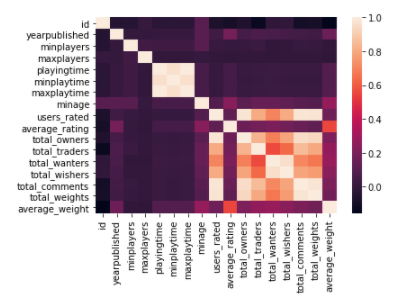 id
yearpublished
minplayers
maxplayers
playingtime
minplaytime
maxplaytime
minage
users_rated
average_rating
total_owners
total_traders
total_wanters
total_wishers
total_comments
total_weights
average_weight
id
yearpublished
minplayers
maxplayers
playingtime
minplaytime
maxplaytime
minage
users_rated
average_rating
total_owners
total_traders
total_wanters
total_wishers
total_comments
total_weights
average_weight
1.0
0.8
0.6
0.4
0.2
0.0